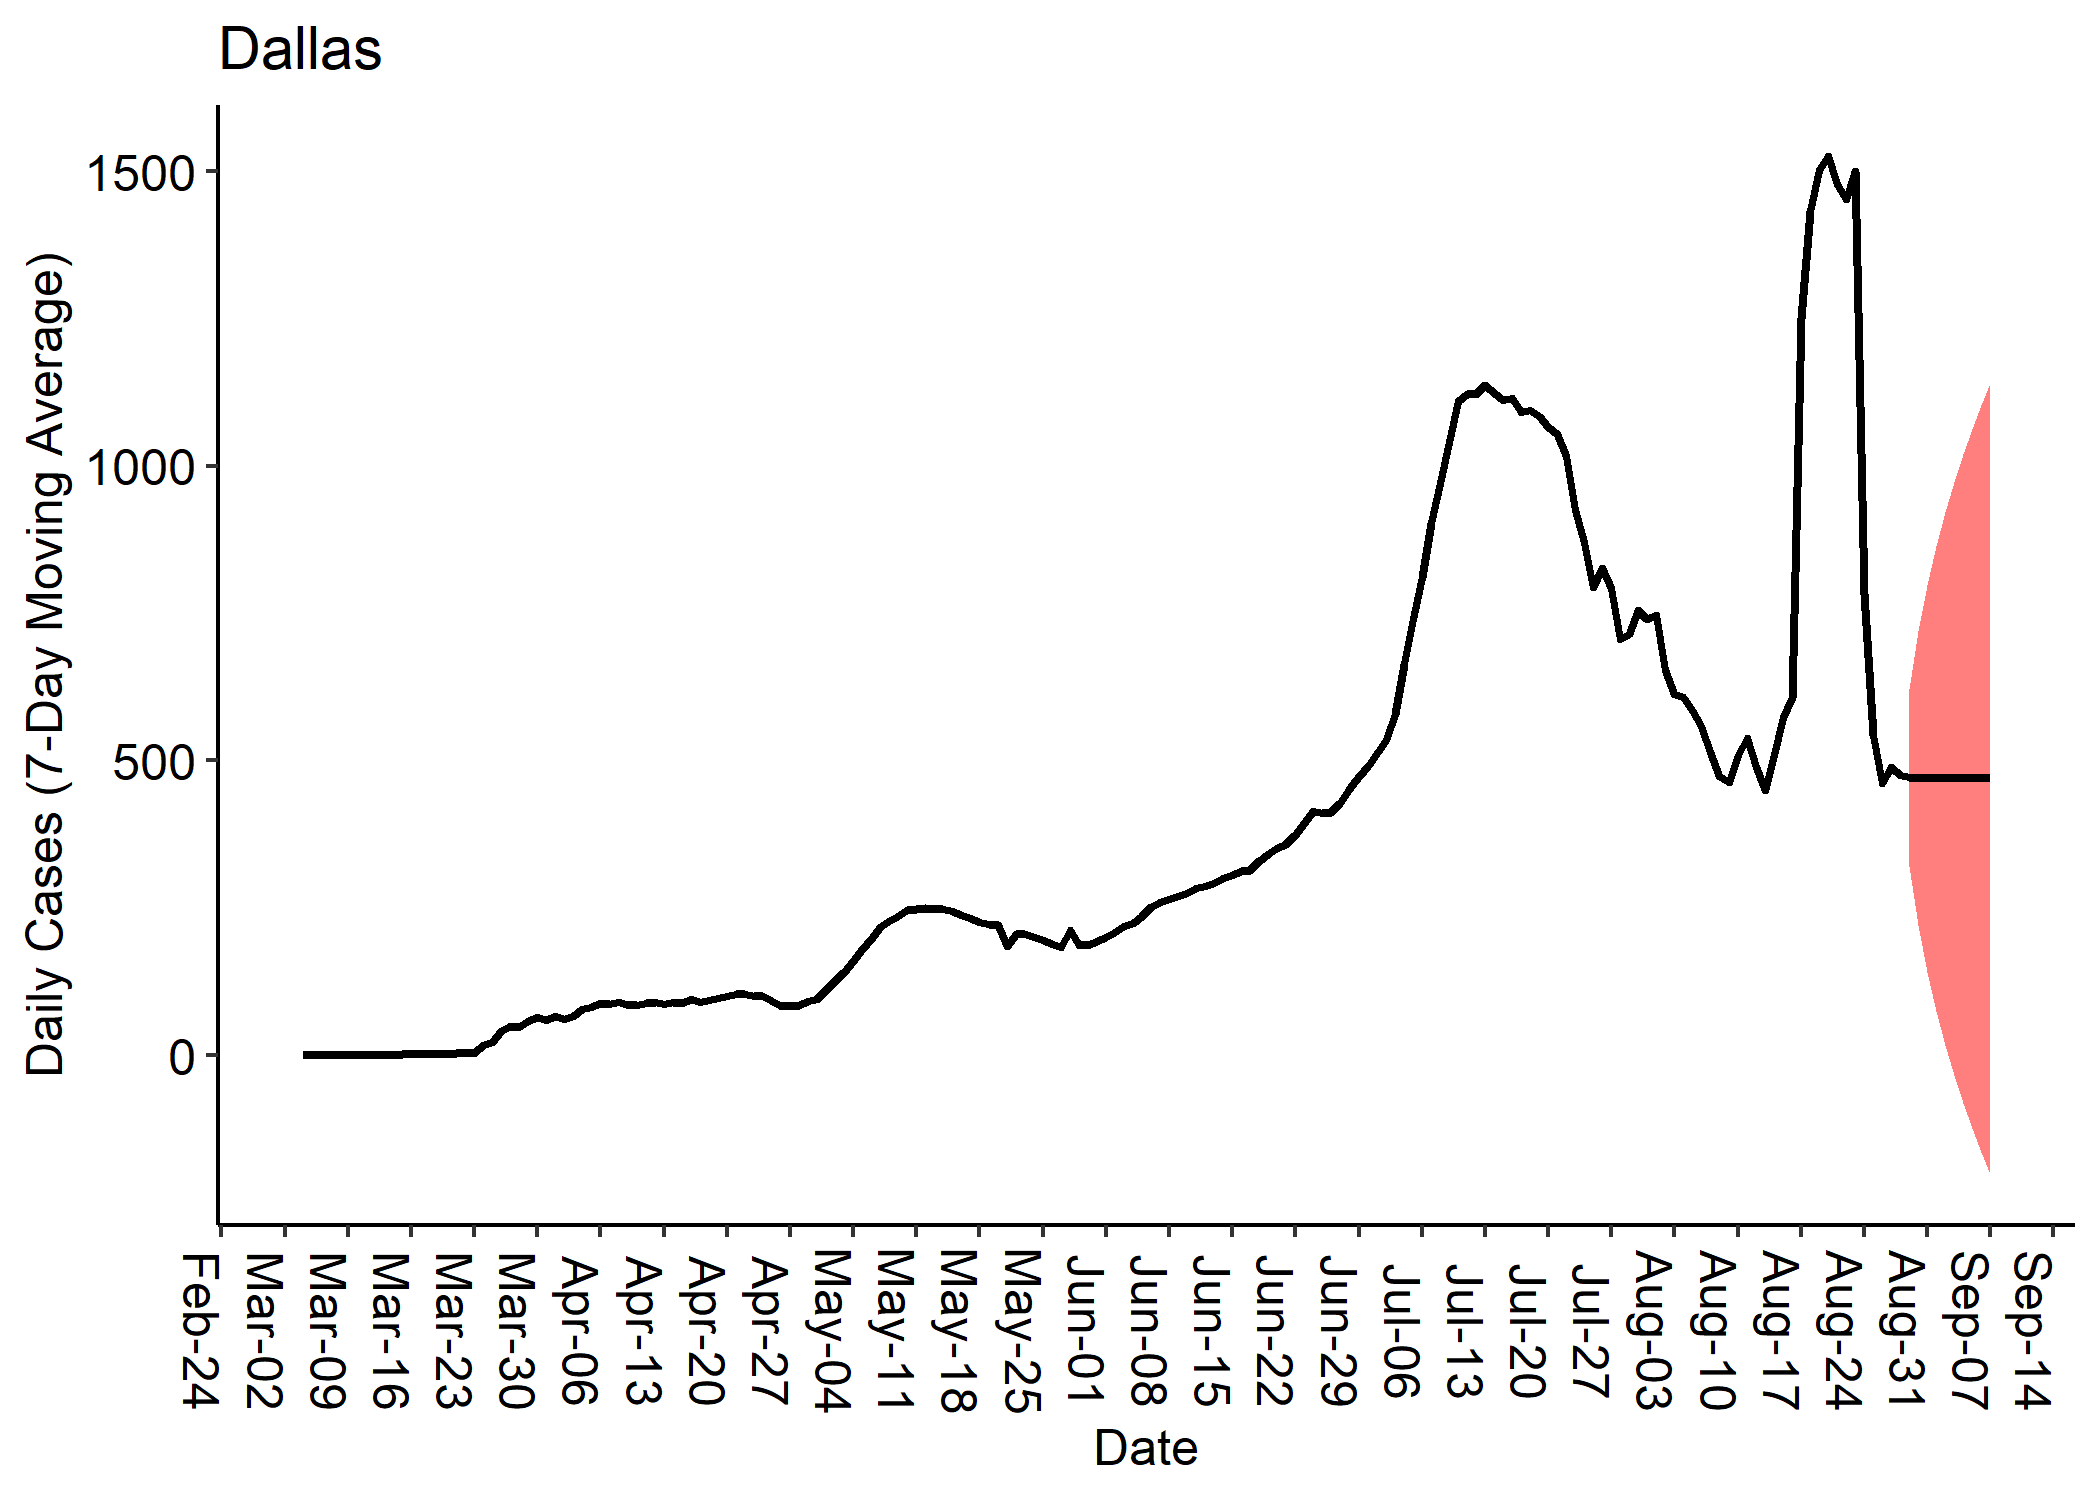 Dallas
Daily Cases (7-Day Moving Average)
1500
1000
500
0
Feb-24
Mar-02
Mar-09
Mar-16
Mar-23
Mar-30
Apr-06
Apr-13
Apr-20
Apr-27
May-04
May-11
May-18
May-25
Jun-01
Jun-08
Jun-15
Jun-22
Jun-29
Jul-06
Jul-13
Jul-20
Jul-27
Aug-03
Aug-10
Aug-17
Aug-24
Aug-31
Sep-07
Sep-14
Date